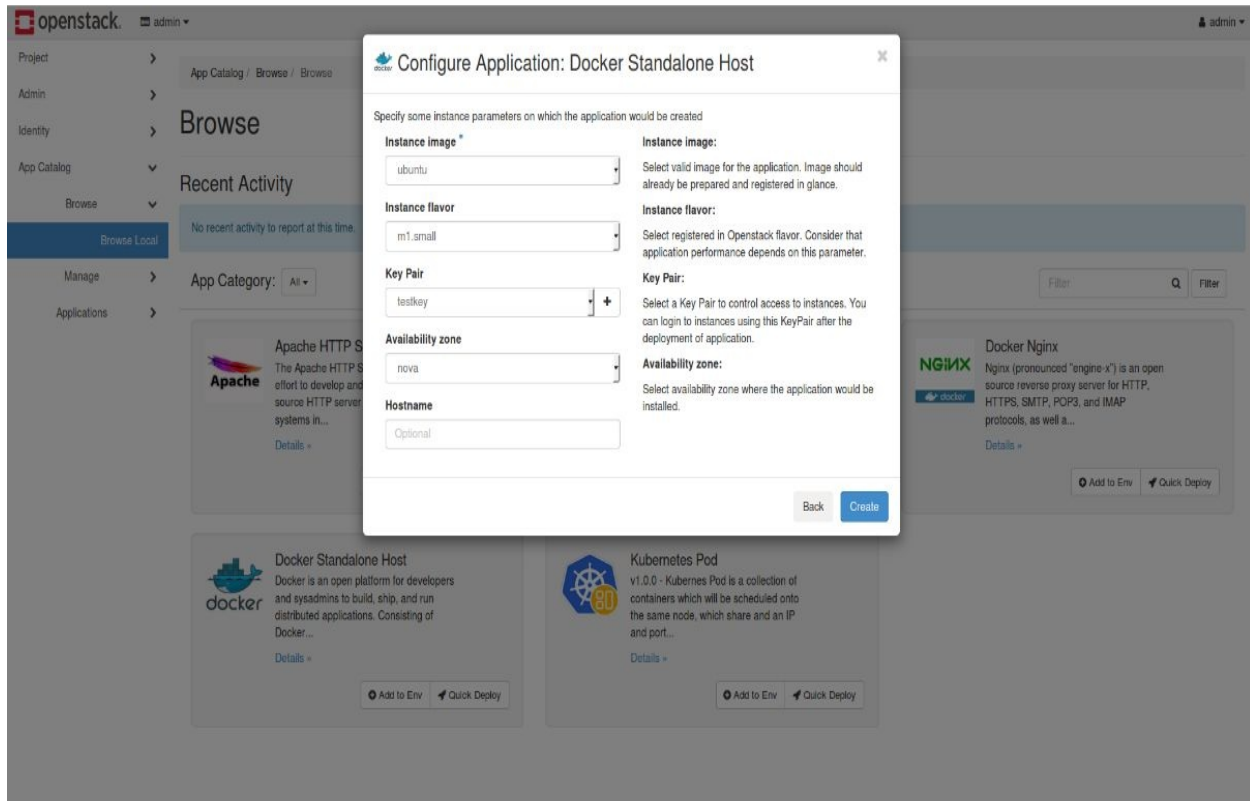 openstack. admin
admin
Project
Admin
Identity
App Catalog
Browse
Browse Local
Manage
Applications
App Catalog / Browse / Browse
Browse
Recent Activity
No recent activity to report at this time.
App Category: All
Filter
Filter
docker
Configure Application: Docker Standalone Host
×
Specify some instance parameters on which the application would be created
Instance image *
ubuntu
Instance flavor
m1.small
Key Pair
testkey
+
Availability zone
nova
Hostname
Optional
Instance image:
Select valid image for the application. Image should
already be prepared and registered in glance.
Instance flavor:
Select registered in Openstack flavor. Consider that
application performance depends on this parameter.
Key Pair:
Select a Key Pair to control access to instances. You
can login to instances using this KeyPair after the
deployment of application.
Availability zone:
Select availability zone where the application would be
installed.
Back
Create
Apache
Apache HTTP S
The Apache HTTP S
effort to develop and
source HTTP server
systems in...
Details »
NGiNX
docker
Docker Nginx
Nginx (pronounced "engine-x") is an open
source reverse proxy server for HTTP,
HTTPS, SMTP, POP3, and IMAP
protocols, as well a...
Details »
Add to Env
Quick Deploy
docker
Docker Standalone Host
Docker is an open platform for developers
and sysadmins to build, ship, and run
distributed applications. Consisting of
Docker...
Details »
Add to Env
Quick Deploy
Kubernetes Pod
v1.0.0 - Kubernes Pod is a collection of
containers which will be scheduled onto
the same node, which share and an IP
and port...
Details »
Add to Env
Quick Deploy